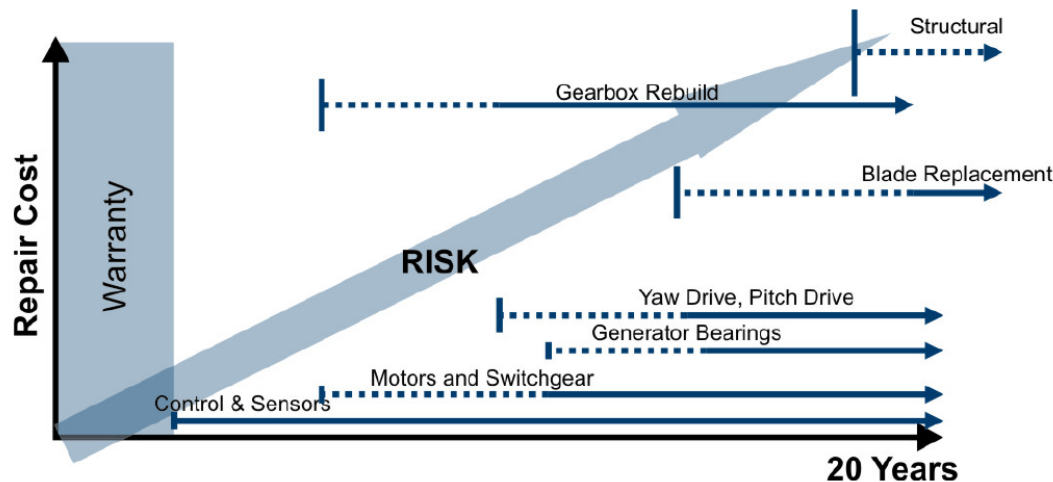 Structural
Gearbox Rebuild
Blade Replacement
Repair Cost
Warranty
RISK
Yaw Drive, Pitch Drive
Generator Bearings
Motors and Switchgear
Control & Sensors
20 Years